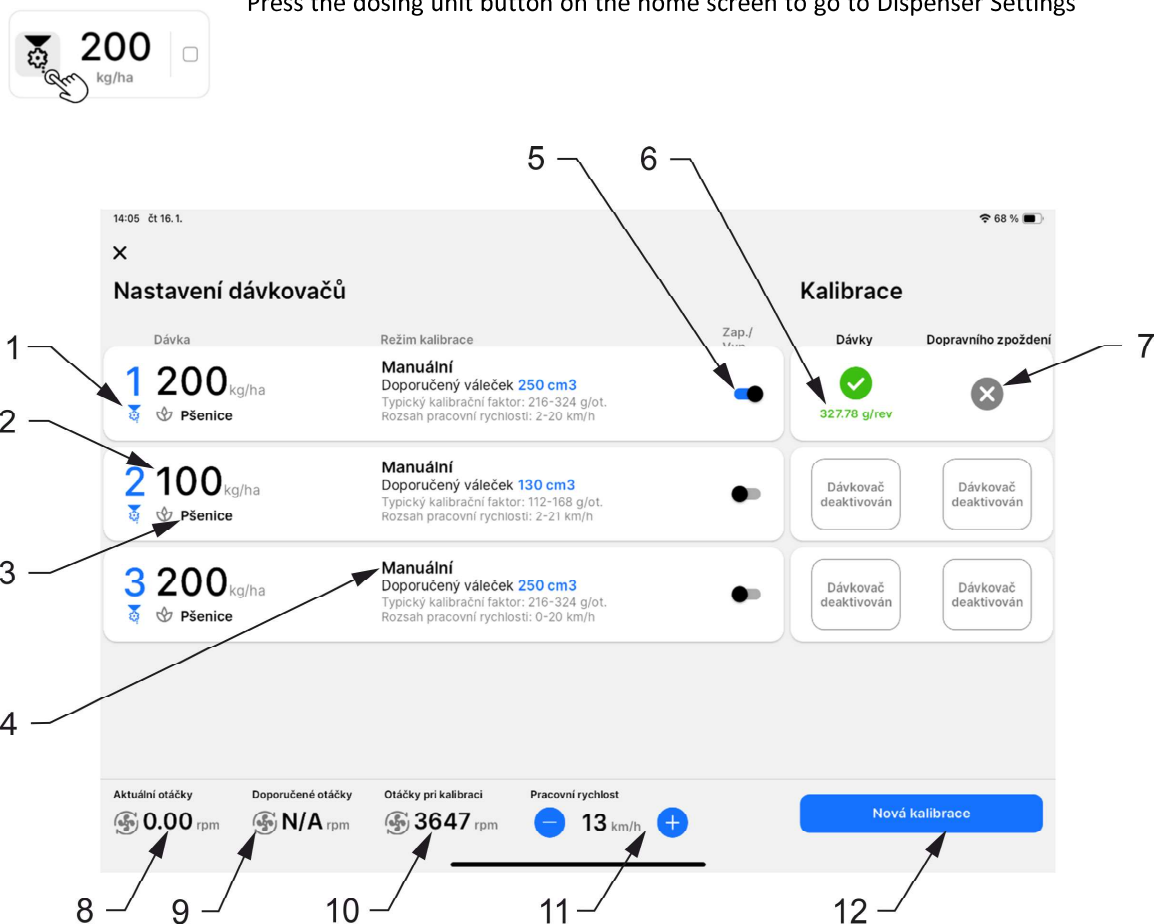 Press the dosing unit button on the home screen to go to Dispenser Settings
200
kg/ha
5 6
14:05 čt 16. 1. 68 %
Nastavení dávkovačů Kalibrace
Dávka Režim kalibrace Zap./ Dávky Dopravního zpoždení
1 7
1 200 kg/ha Manuální
Doporučený váleček 250 cm3
Typický kalibrační faktor: 216-324 g/ot.
Pšenice Rozsah pracovní rychlosti: 2-20 km/h 327.78 g/rev
2
2 100 kg/ha Manuální
Doporučený váleček 130 cm3 Dávkovač deaktivován Dávkovač deaktivován
Typický kalibrační faktor: 112-168 g/ot.
Pšenice Rozsah pracovní rychlosti: 2-21 km/h
3
3 200 kg/ha Manuální
Doporučený váleček 250 cm3 Dávkovač deaktivován Dávkovač deaktivován
Typický kalibrační faktor: 216-324 g/ot.
Pšenice Rozsah pracovní rychlosti: 0-20 km/h
4
Aktuální otáčky Doporučené otáčky Otáčky pri kalibraci Pracovní rychlost
0.00 rpm N/A rpm 3647 rpm 13 km/h Nová kalibrace
8 9 10 11 12